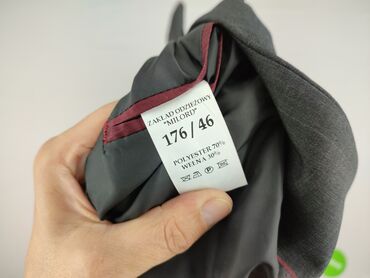 ZAKŁAD ODZIEŻOWY
"MILORD"
176/46
POLYESTER 70%
WEŁNA 30%